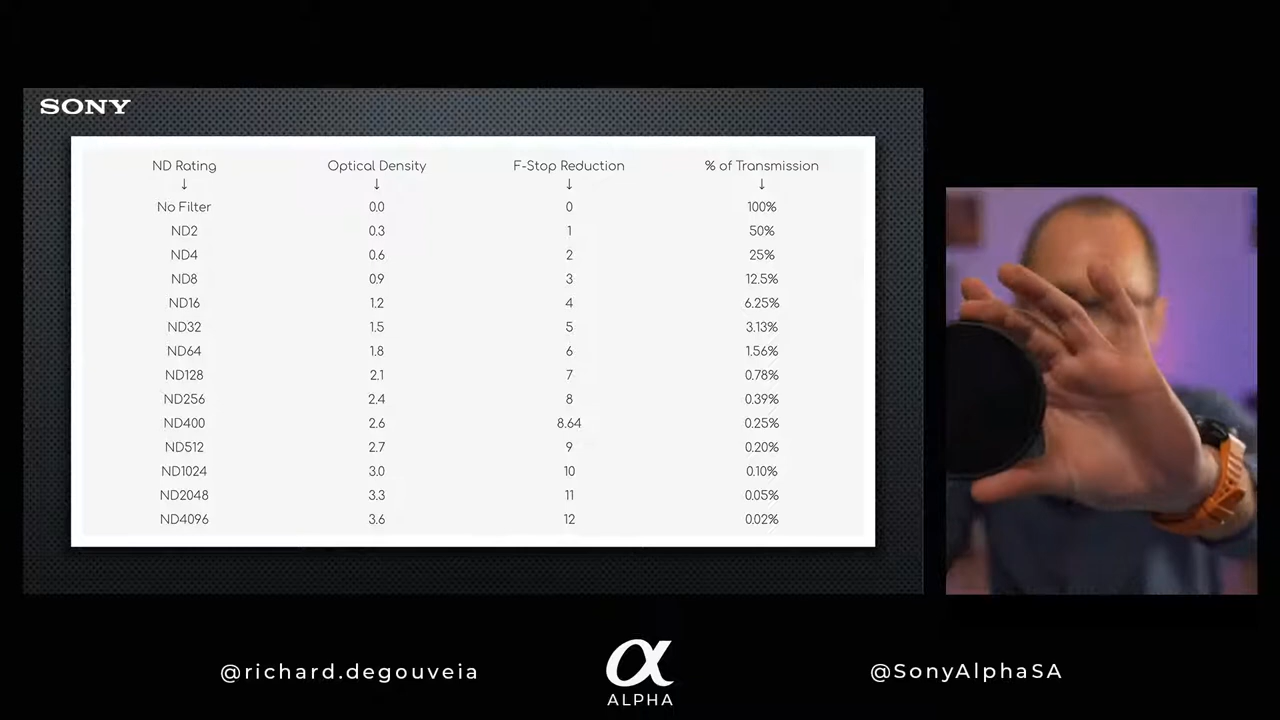 SONY
ND Rating Optical Density F-Stop Reduction % of Transmission
↓ ↓ ↓ ↓
No Filter 0.0 0 100%
ND2 0.3 1 50%
ND4 0.6 2 25%
ND8 0.9 3 12.5%
ND16 1.2 4 6.25%
ND32 1.5 5 3.13%
ND64 1.8 6 1.56%
ND128 2.1 7 0.78%
ND256 2.4 8 0.39%
ND400 2.6 8.64 0.25%
ND512 2.7 9 0.20%
ND1024 3.0 10 0.10%
ND2048 3.3 11 0.05%
ND4096 3.6 12 0.02%
@richard.degouveia
α
ALPHA
@SonyAlphaSA